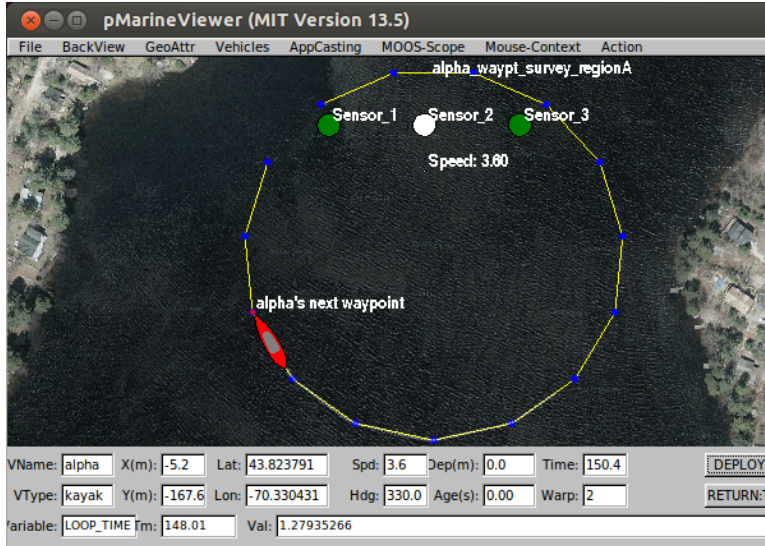 pMarineViewer (MIT Version 13.5)
File BackView GeoAttr Vehicles AppCasting MOOS-Scope Mouse-Context Action
alpha_waypt_survey_regionA
Sensor_1 Sensor_2 Sensor_3
Speed: 3.60
alpha's next waypoint
VName: alpha X(m): -5.2 Lat: 43.823791 Spd: 3.6 Dep(m): 0.0 Time: 150.4 DEPLOY
VType: kayak Y(m): -167.6 Lon: -70.330431 Hdg: 330.0 Age(s): 0.00 Warp: 2 RETURN:T
ariable: LOOP_TIME Tm: 148.01 Val: 1.27935266